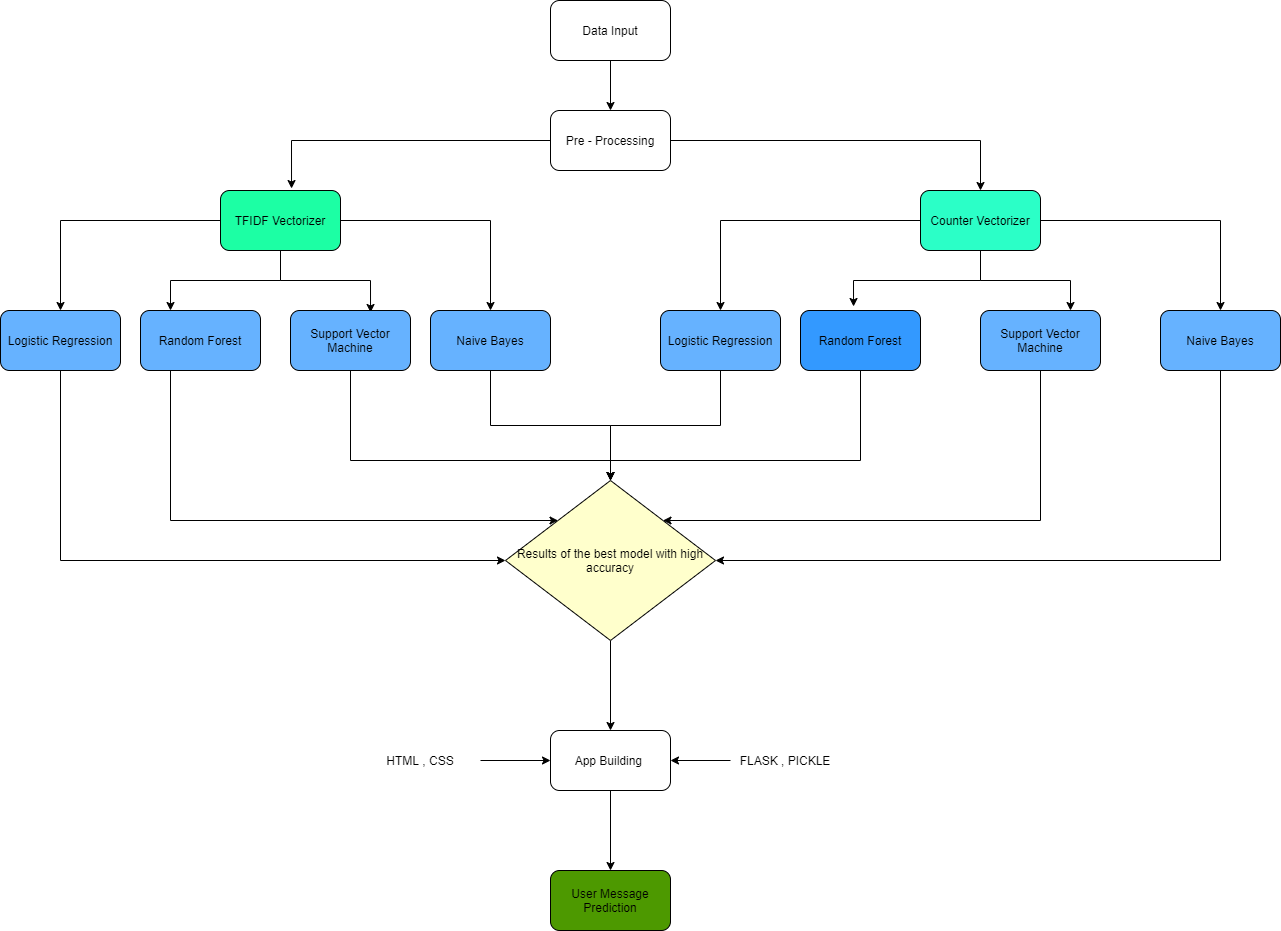 Data Input
Pre - Processing
TFIDF Vectorizer
Counter Vectorizer
Logistic Regression
Random Forest
Support Vector
Machine
Naive Bayes
Logistic Regression
Random Forest
Support Vector
Machine
Naive Bayes
Results of the best model with high
accuracy
HTML , CSS
App Building
FLASK , PICKLE
User Message
Prediction